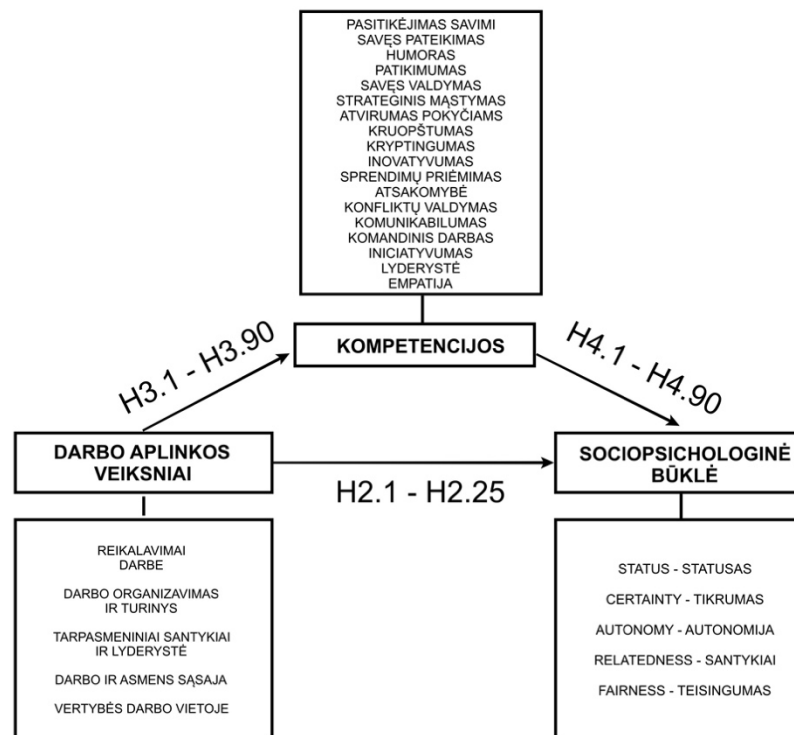 PASITIKĖJIMAS SAVIMI
SAVĘS PATEIKIMAS
HUMORAS
PATIKIMUMAS
SAVĘS VALDYMAS
STRATEGINIS MĄSTYMAS
ATVIRUMAS POKYČIAMS
KRUOPŠTUMAS
KRYPTINGUMAS
INOVATYVUMAS
SPRENDIMŲ PRIĖMIMAS
ATSAKOMYBĖ
KONFLIKTŲ VALDYMAS
KOMUNIKABILUMAS
KOMANDINIS DARBAS
INICIATYVUMAS
LYDERYSTĖ
EMPATIJA
KOMPETENCIJOS
H3.1 - H3.90
H4.1 - H4.90
DARBO APLINKOS
VEIKSNIAI
H2.1 - H2.25
SOCIOPSICHOLOGINĖ
BŪKLĖ
REIKALAVIMAI
DARBE
DARBO ORGANIZAVIMAS
IR TURINYS
TARPASMENINIAI SANTYKIAI
IR LYDERYSTĖ
DARBO IR ASMENS SĄSAJA
VERTYBĖS DARBO VIETOJE
STATUS - STATUSAS
CERTAINTY - TIKRUMAS
AUTONOMY - AUTONOMIJA
RELATEDNESS - SANTYKIAI
FAIRNESS - TEISINGUMAS